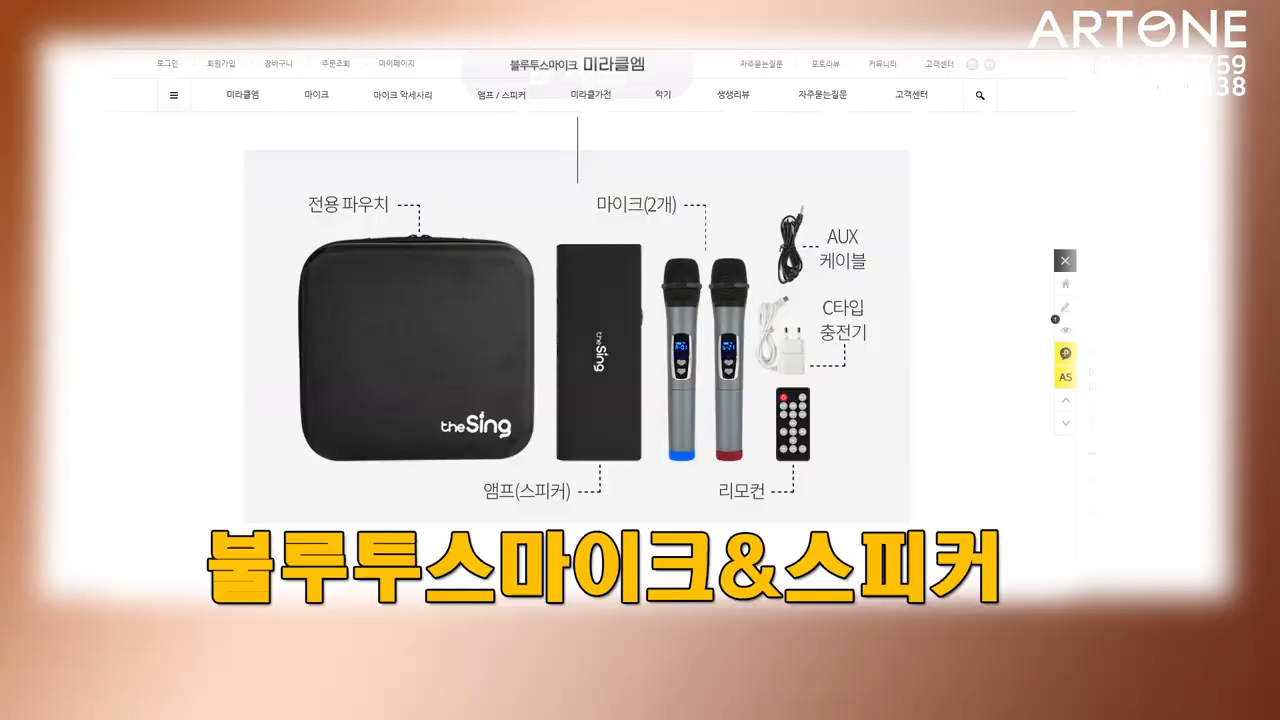 ARTONE
로그인 회원가입 장바구니 주문조회 마이페이지 블루투스마이크 미라클엠 자주묻는질문 포토리뷰 커뮤니티 고객센터
미라클엠 마이크 마이크 악세사리 앰프 / 스피커 미라클가전 악기 생생리뷰 자주묻는질문 고객센터
전용 파우치
마이크(2개)
AUX
케이블
C타입
충전기
theSing
theSing
앰프(스피커)
리모컨
1
AS
블루투스마이크&스피커